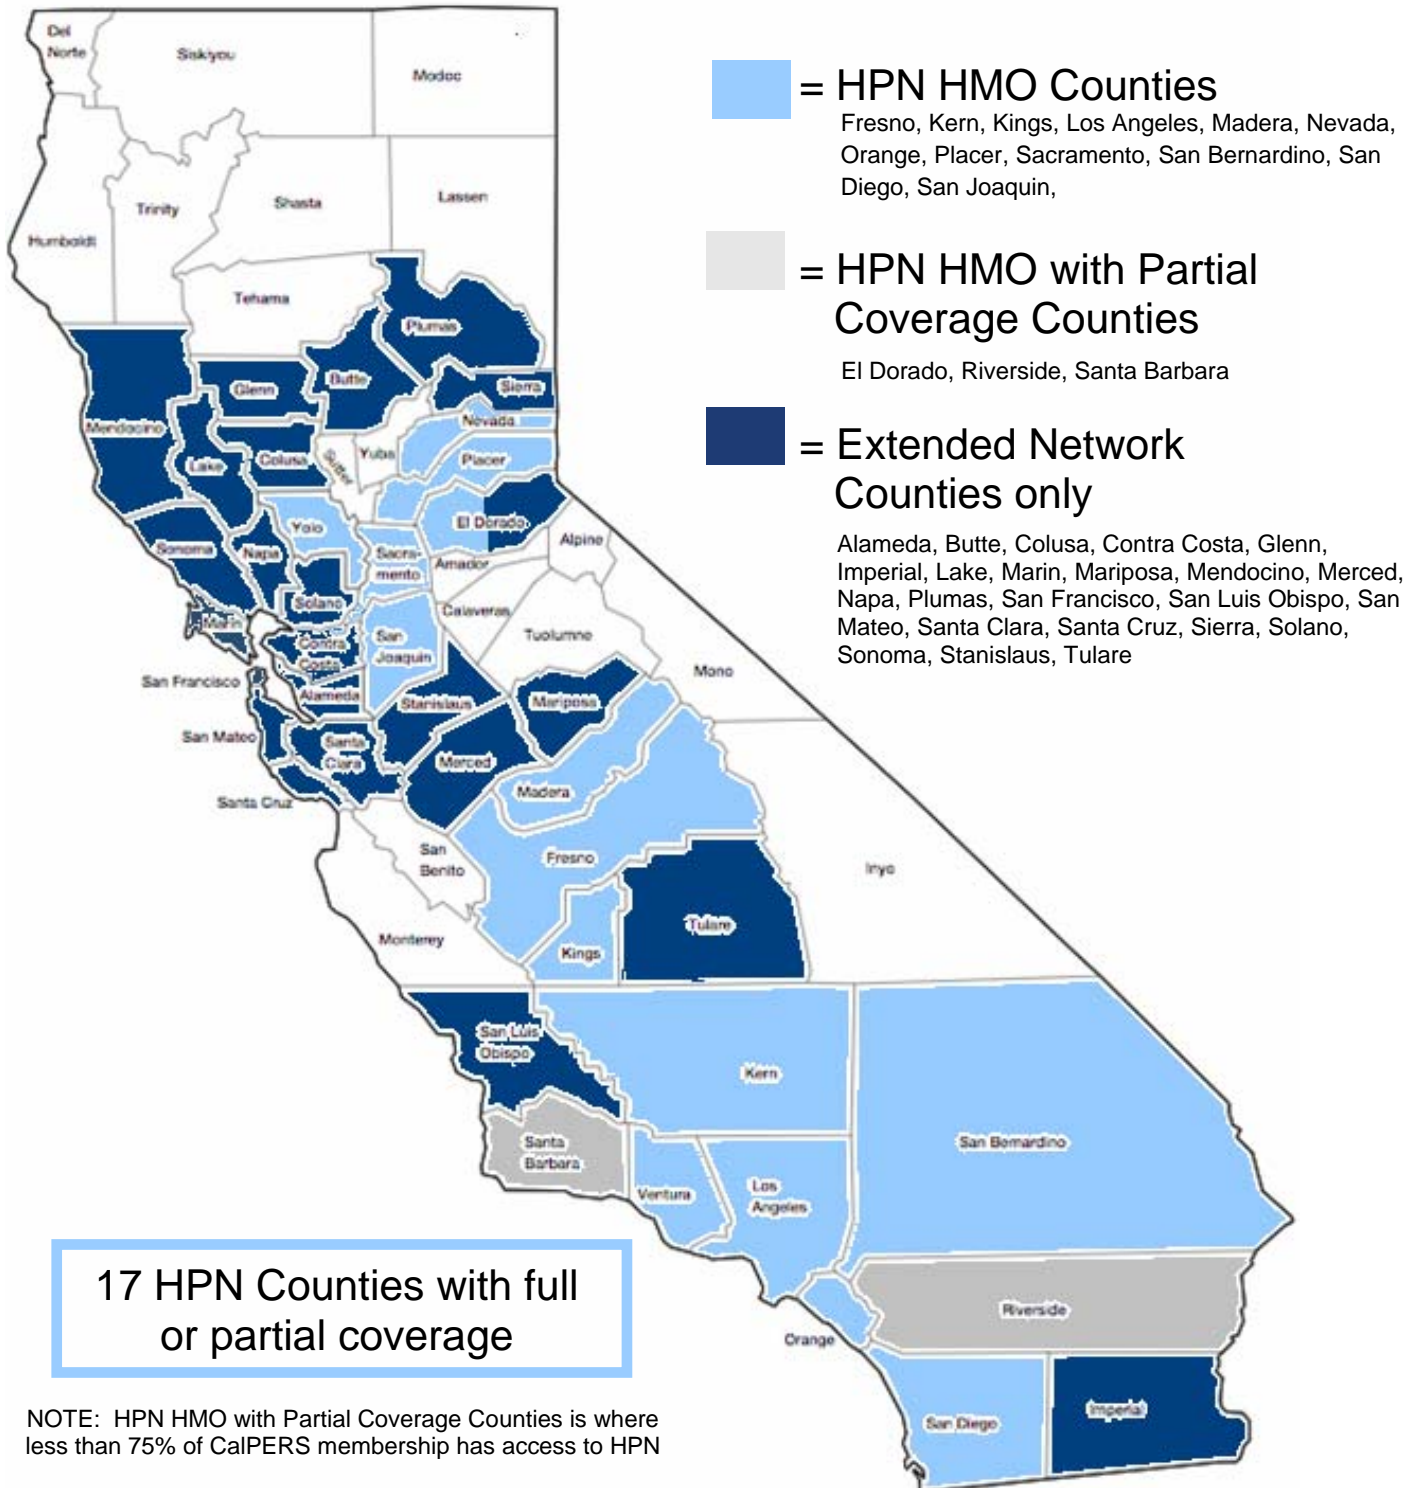 Del
Norte
Siskiyou
Modoc
Humboldt
Trinity
Shasta
Lassen
Tehama
Plumas
Mendocino
Glenn
Butte
Sierra
Lake
Colusa
Sutter
Yuba
Nevada
Placer
Yolo
El Dorado
Sonoma
Napa
Sacra-
mento
Amador
Alpine
Solano
Marin
Calaveras
Contra
Costa
San
Joaquin
Tuolumne
San Francisco
Alameda
Stanislaus
Mariposa
Mono
San Mateo
Santa
Clara
Merced
Santa Cruz
Madera
San
Benito
Fresno
Inyo
Monterey
Kings
Tulare
San Luis
Obispo
Kern
San Bernardino
Santa
Barbara
Ventura
Los
Angeles
Riverside
Orange
San Diego
Imperial
= HPN HMO Counties
Fresno, Kern, Kings, Los Angeles, Madera, Nevada,
Orange, Placer, Sacramento, San Bernardino, San
Diego, San Joaquin,
= HPN HMO with Partial
Coverage Counties
El Dorado, Riverside, Santa Barbara
= Extended Network
Counties only
Alameda, Butte, Colusa, Contra Costa, Glenn,
Imperial, Lake, Marin, Mariposa, Mendocino, Merced,
Napa, Plumas, San Francisco, San Luis Obispo, San
Mateo, Santa Clara, Santa Cruz, Sierra, Solano,
Sonoma, Stanislaus, Tulare
17 HPN Counties with full
or partial coverage
NOTE: HPN HMO with Partial Coverage Counties is where
less than 75% of CalPERS membership has access to HPN